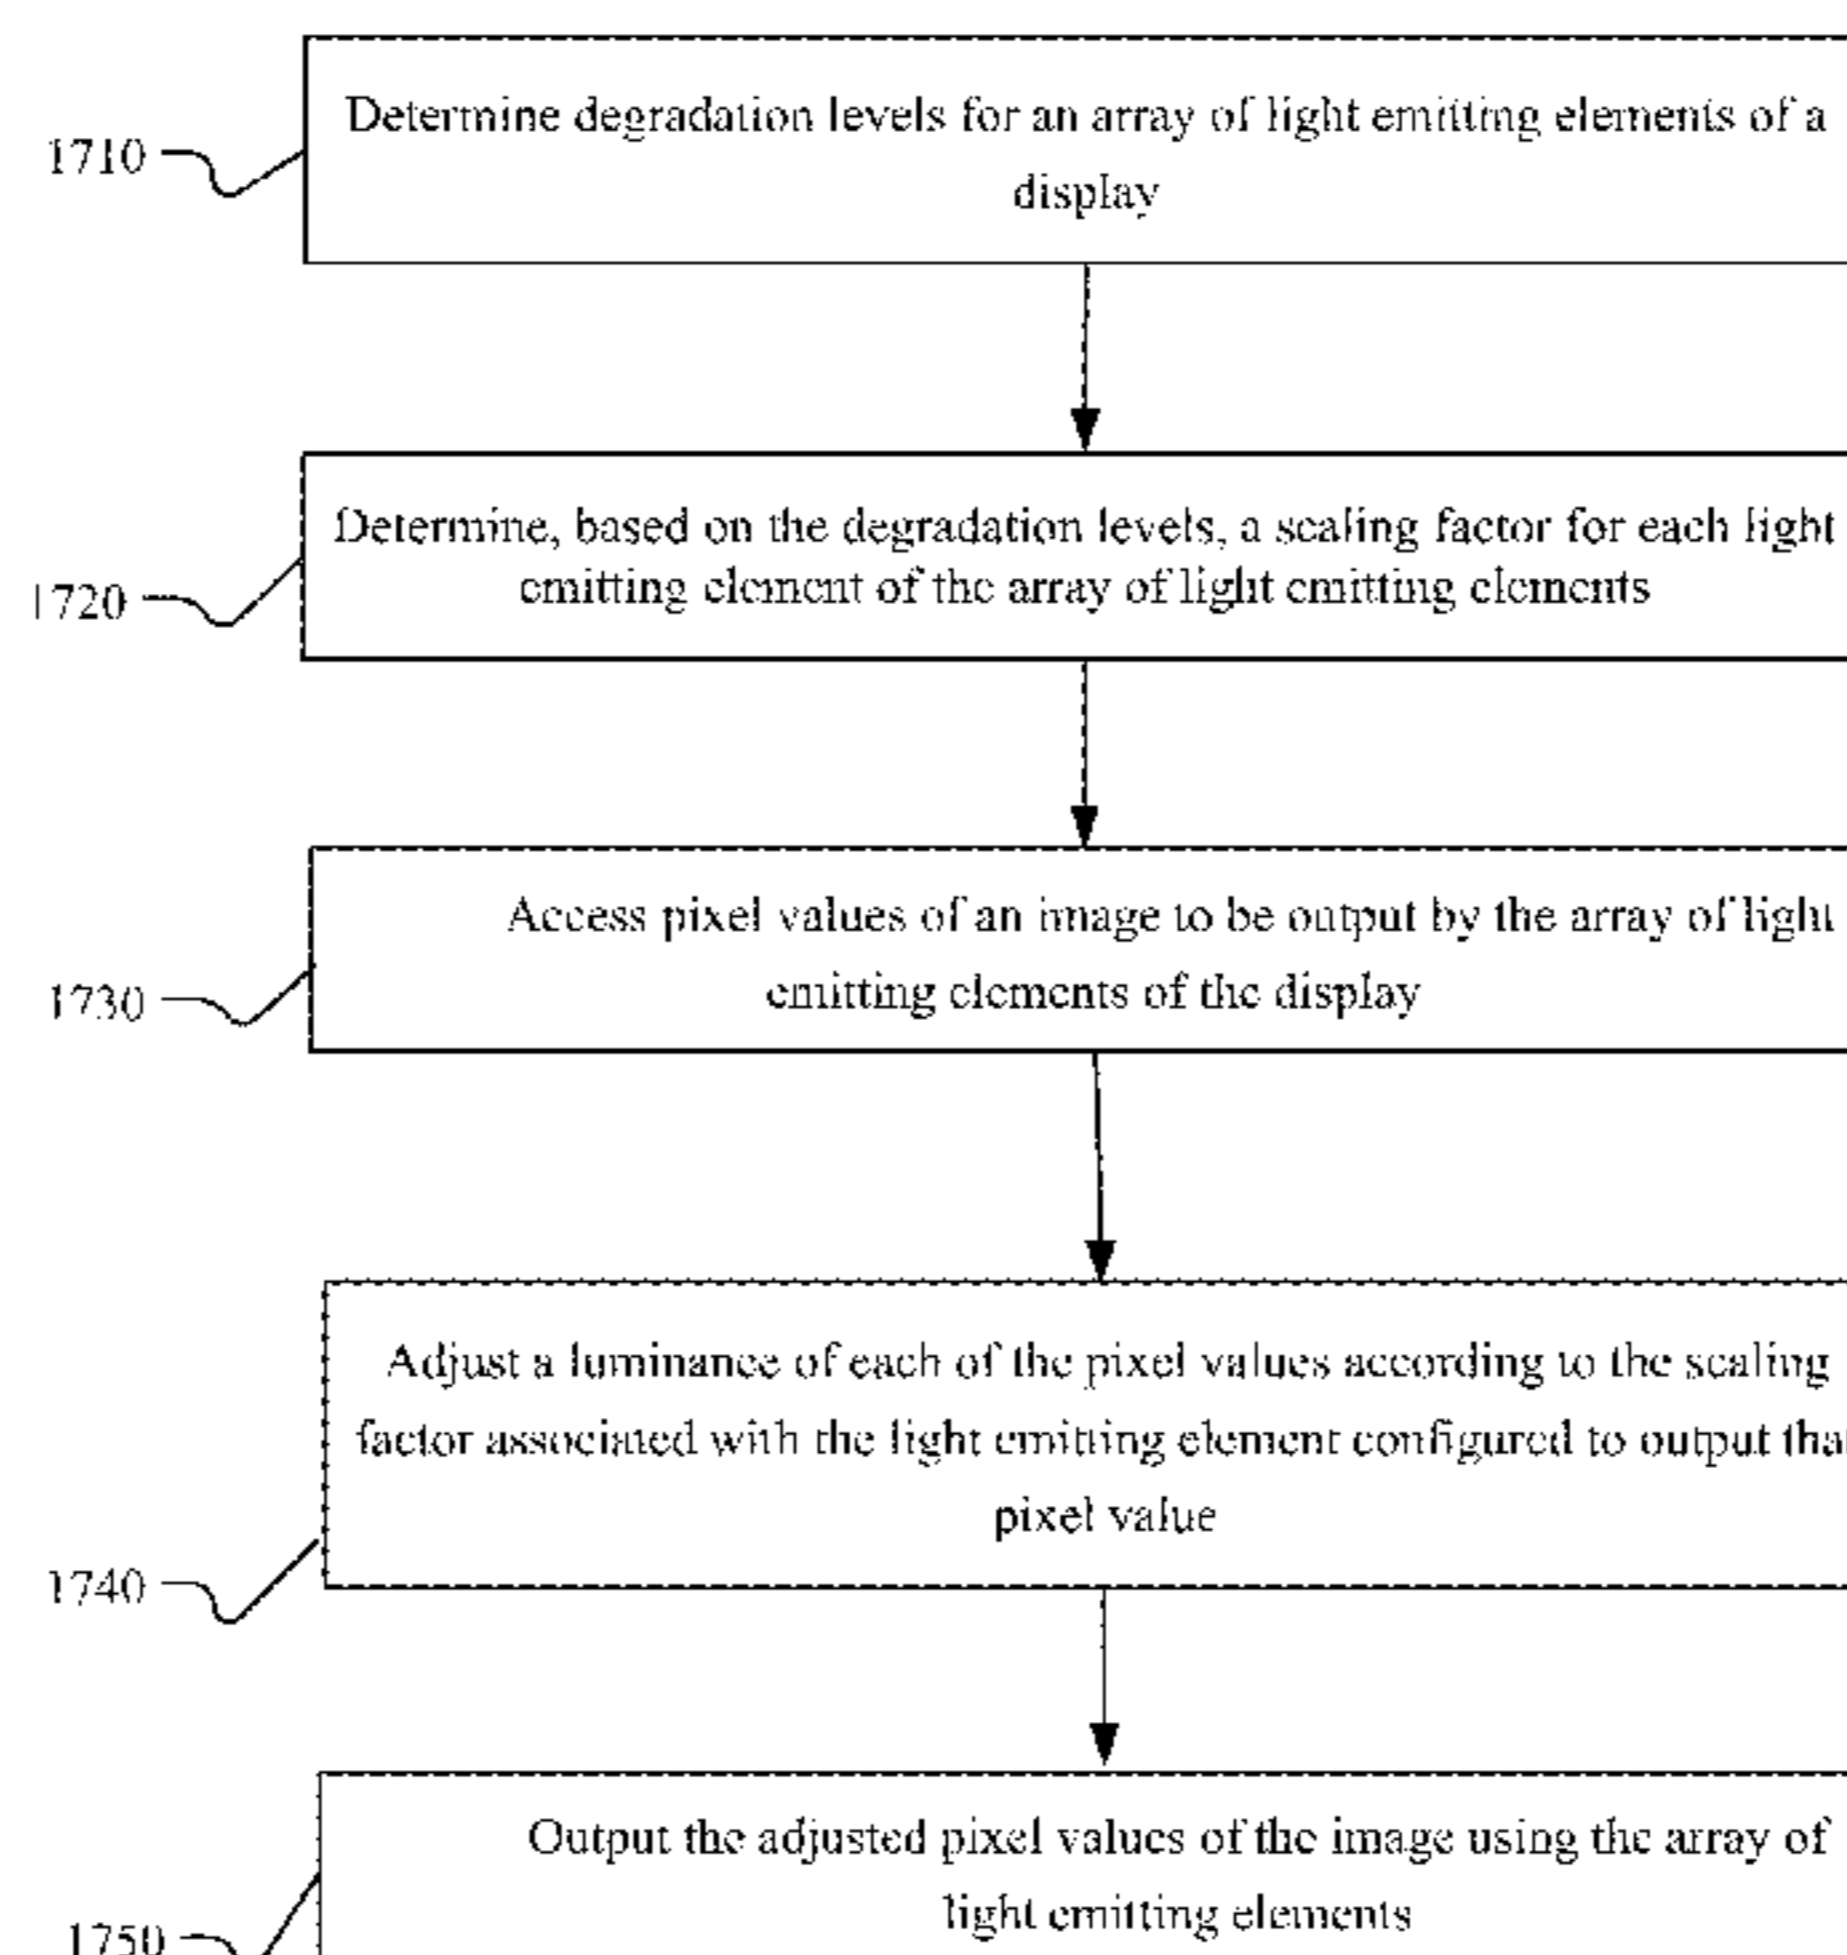 Determine degradation levels for an array of light emitting elements of a
display
1710
Determine, based on the degradation levels, a scaling factor for each light
emitting element of the array of light emitting elements
1720
Access pixel values of an image to be output by the array of light
emitting elements of the display
1730
Adjust a luminance of each of the pixel values according to the scaling
factor associated with the light emitting element configured to output that
pixel value
1740
Output the adjusted pixel values of the image using the array of
light emitting elements
1750